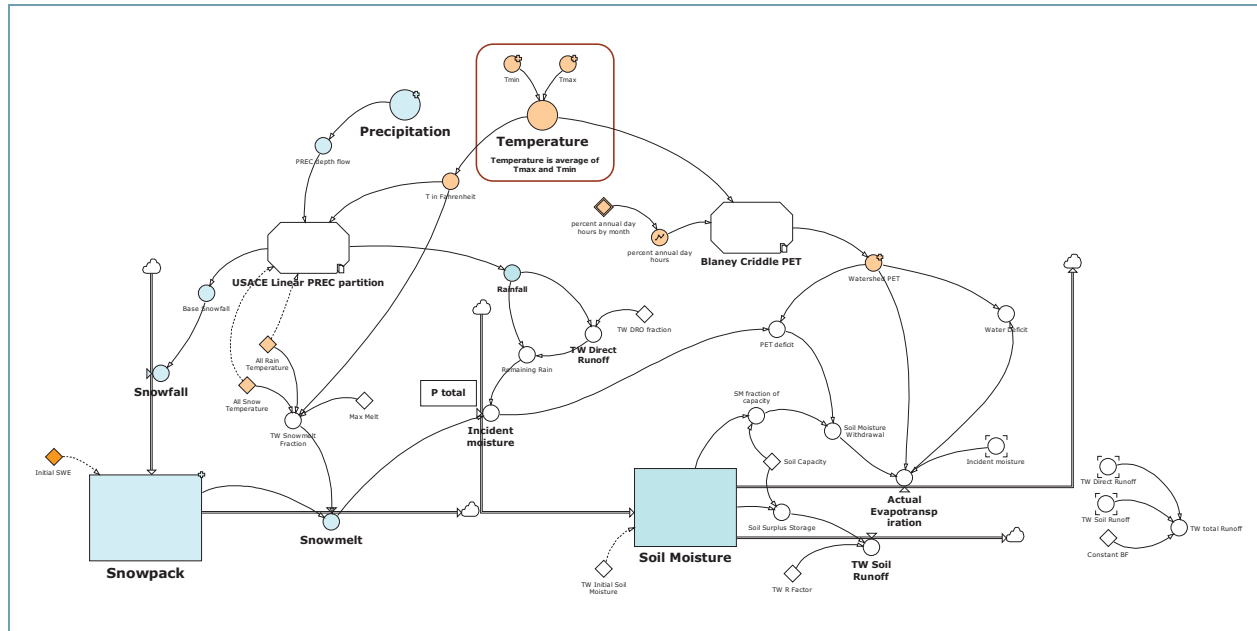 Tmin
Tmax
Precipitation
Temperature
PREC depth flow
Temperature is average of
Tmax and Tmin
T in Fahrenheit
percent annual day
hours by month
percent annual day
hours
Blaney Criddle PET
USACE Linear PREC partition
Watershed PET
Rainfall
Base Snowfall
TW DRO fraction
Water Deficit
PET deficit
TW Direct
Runoff
All Rain
Temperature
Remaining Rain
Snowfall
P total
All Snow
Temperature
Max Melt
SM fraction of
capacity
Incident
moisture
TW Snowmelt
Fraction
Soil Moisture
Withdrawal
Soil Capacity
Incident moisture
Initial SWE
TW Direct Runoff
Actual
Evapotransp
iration
TW Soil Runoff
Soil Surplus Storage
TW total Runoff
Snowmelt
Constant BF
Soil Moisture
TW Soil
Runoff
Snowpack
TW Initial Soil
Moisture
TW R Factor